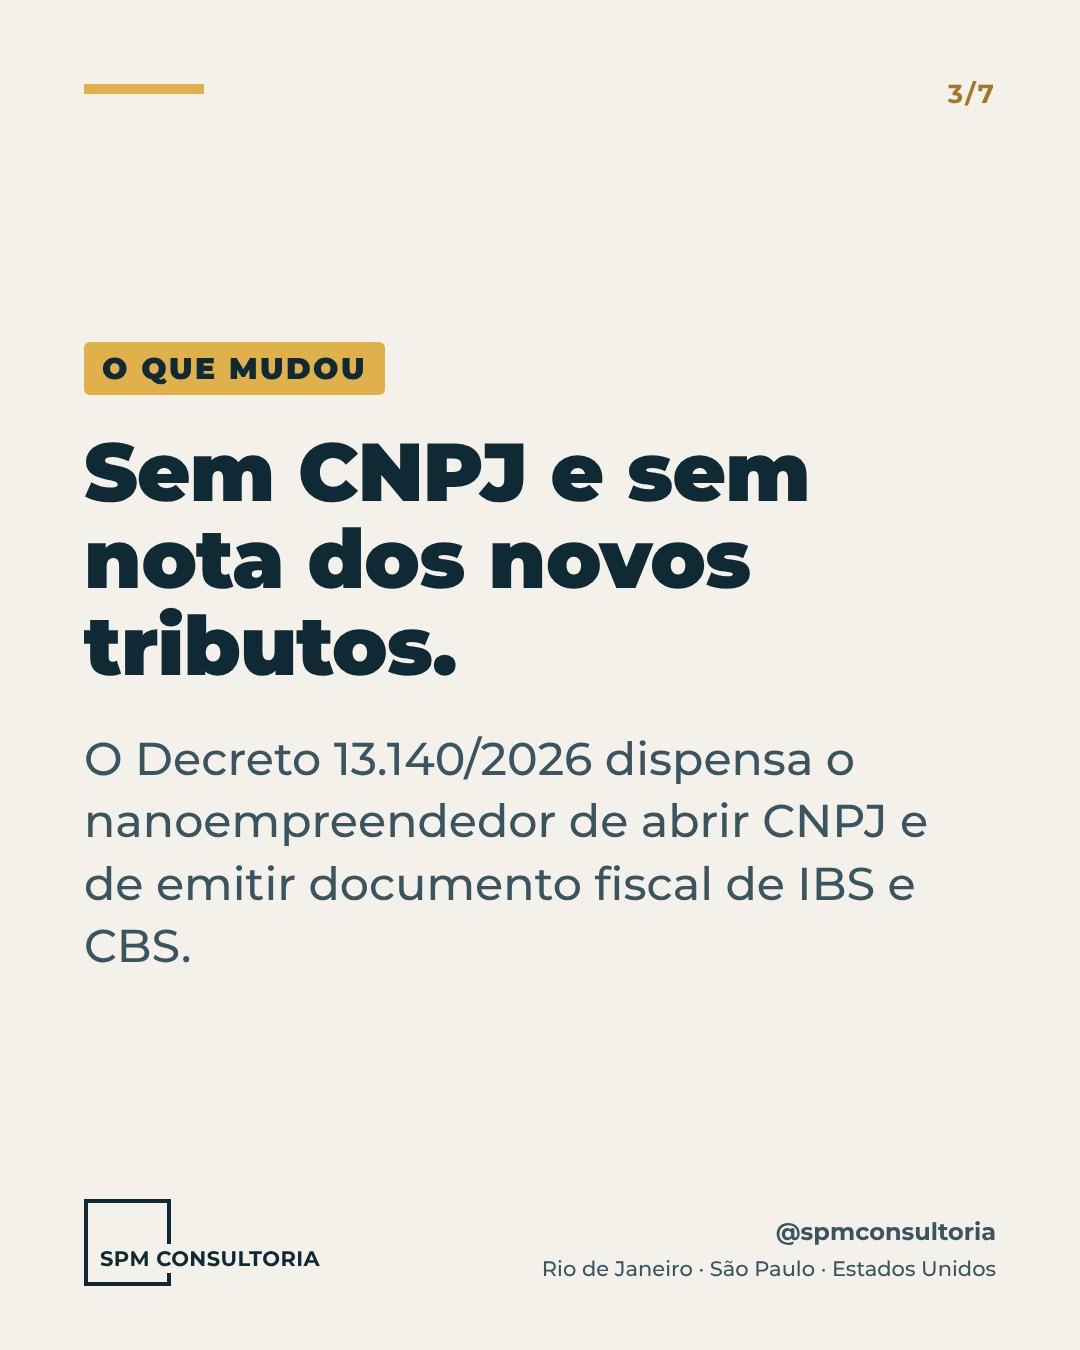 3/7
O QUE MUDOU
Sem CNPJ e sem
nota dos novos
tributos.
O Decreto 13.140/2026 dispensa o
nanoempreendedor de abrir CNPJ e
de emitir documento fiscal de IBS e
CBS.
SPM CONSULTORIA
@spmconsultoria
Rio de Janeiro · São Paulo · Estados Unidos